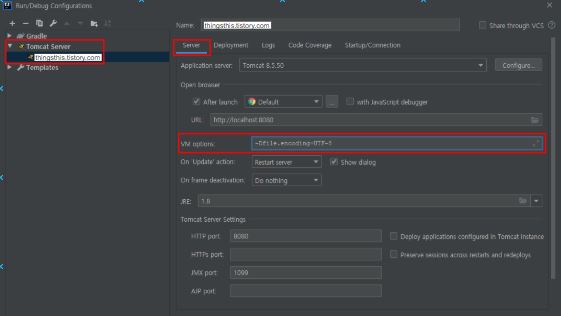 Run/Debug Configurations
Name: thingsthis.tistory.com Share through VCS
Gradle
Tomcat Server
thingsthis.tistory.com
Templates
Server Deployment Logs Code Coverage Startup/Connection
Application server: Tomcat 8.5.50 Configure...
Open browser
After launch Default ... with JavaScript debugger
URL: http://localhost:8080
VM options: -Dfile.encoding=UTF-8
On 'Update' action: Restart server Show dialog
On frame deactivation: Do nothing
JRE: 1.8
Tomcat Server Settings
HTTP port: 8080 Deploy applications configured in Tomcat instance
HTTPs port: Preserve sessions across restarts and redeploys
JMX port: 1099
AJP port: